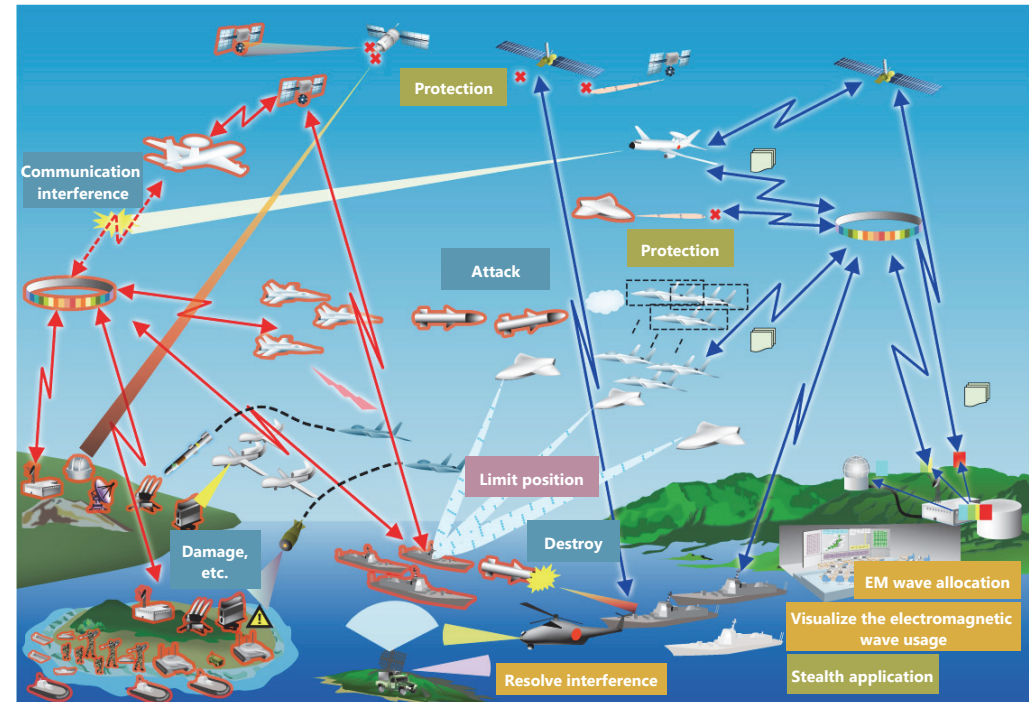 Protection
Communication
interference
Protection
Attack
Limit position
Damage,
etc.
Destroy
EM wave allocation
Visualize the electromagnetic
wave usage
Resolve interference
Stealth application